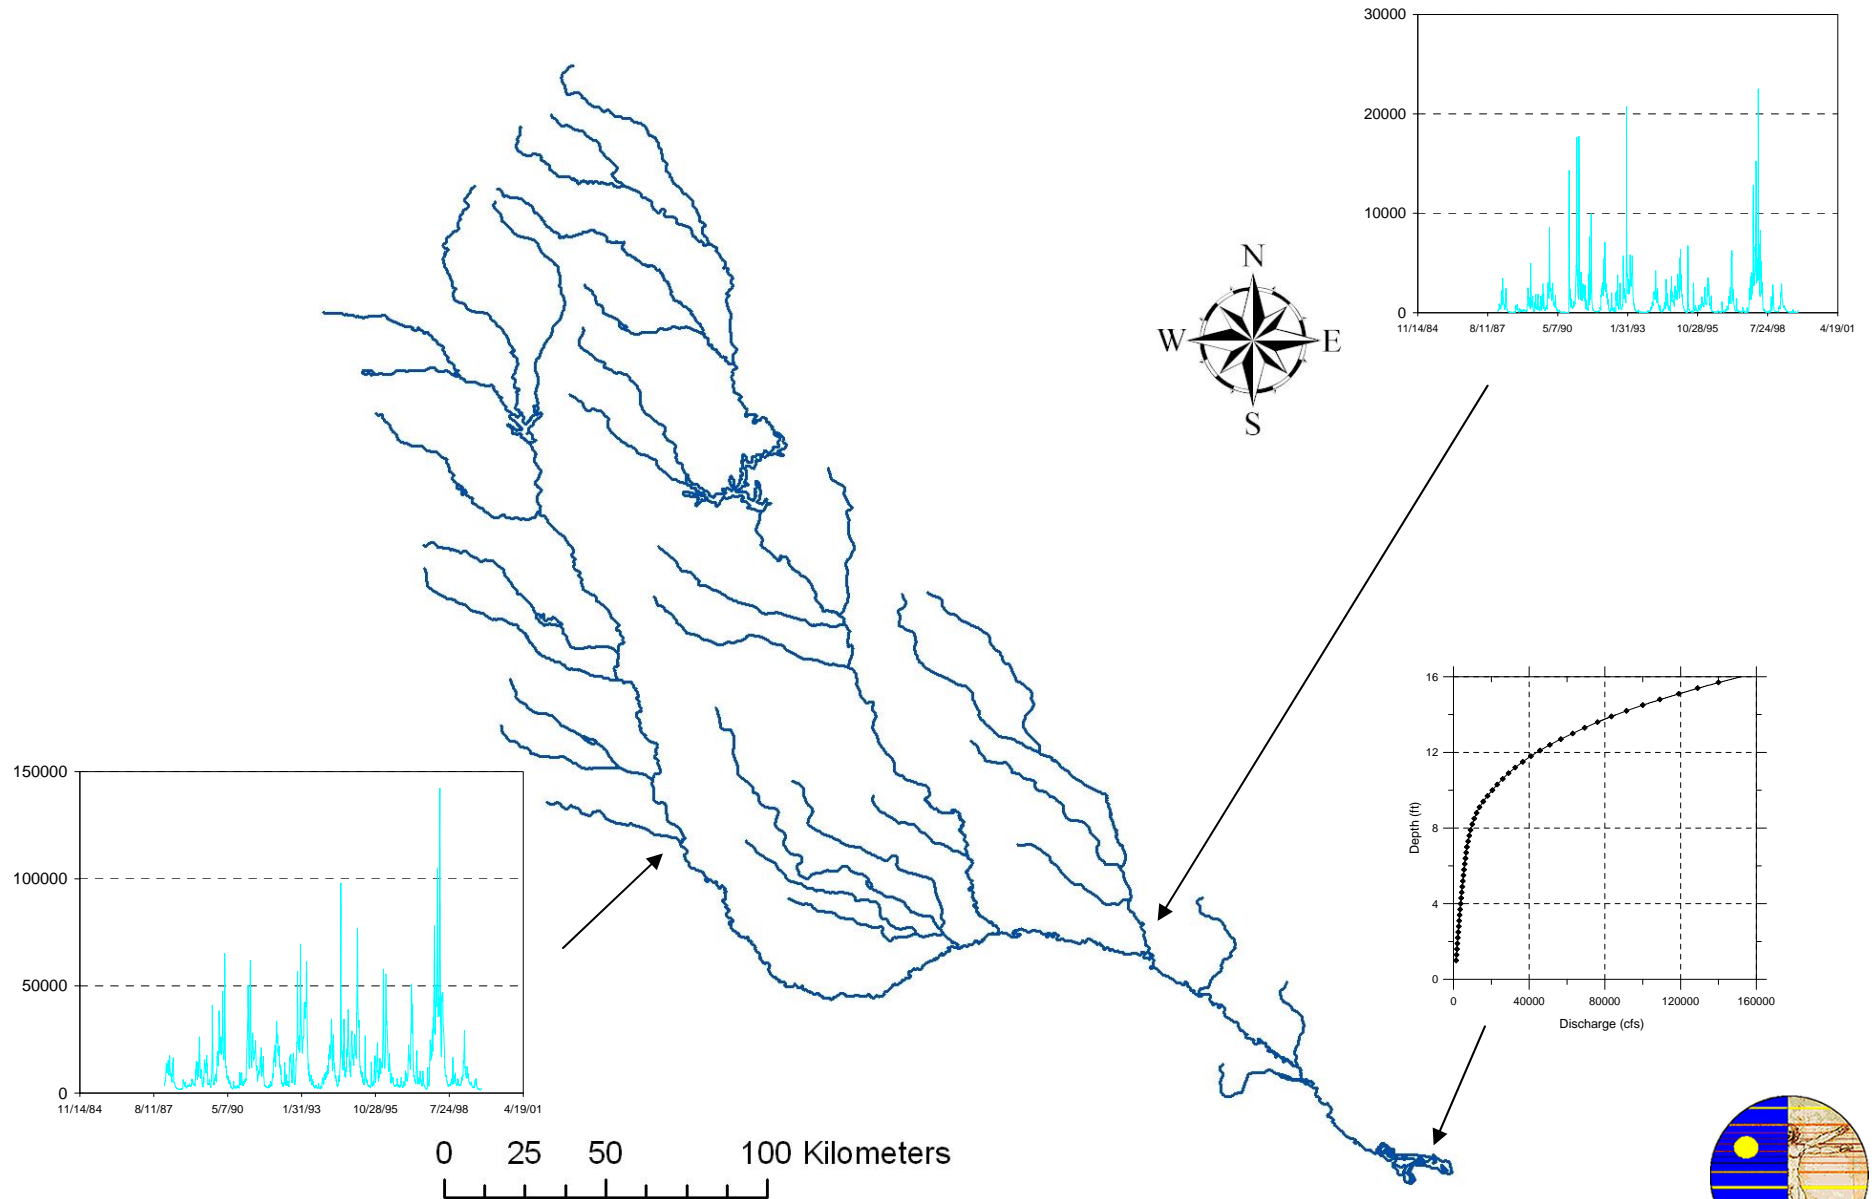 30000
20000
10000
0
11/14/84 8/11/87 5/7/90 1/31/93 10/28/95 7/24/98 4/19/01
N
W E
S
16
12
8
4
0
Depth (ft)
0 40000 80000 120000 160000
Discharge (cfs)
150000
100000
50000
0
11/14/84 8/11/87 5/7/90 1/31/93 10/28/95 7/24/98 4/19/01
0 25 50 100 Kilometers